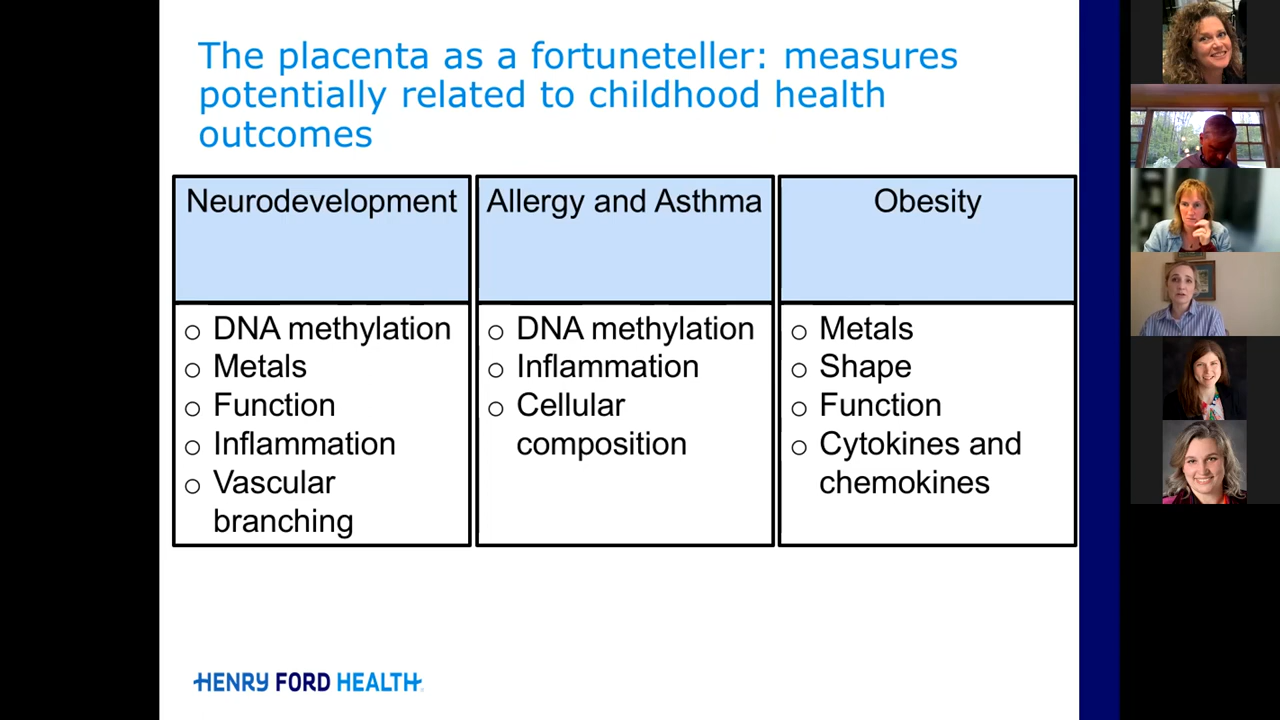 The placenta as a fortuneteller: measures
potentially related to childhood health
outcomes
Neurodevelopment
○ DNA methylation
○ Metals
○ Function
○ Inflammation
○ Vascular
branching
Allergy and Asthma
○ DNA methylation
○ Inflammation
○ Cellular
composition
Obesity
○ Metals
○ Shape
○ Function
○ Cytokines and
chemokines
HENRY FORD HEALTH